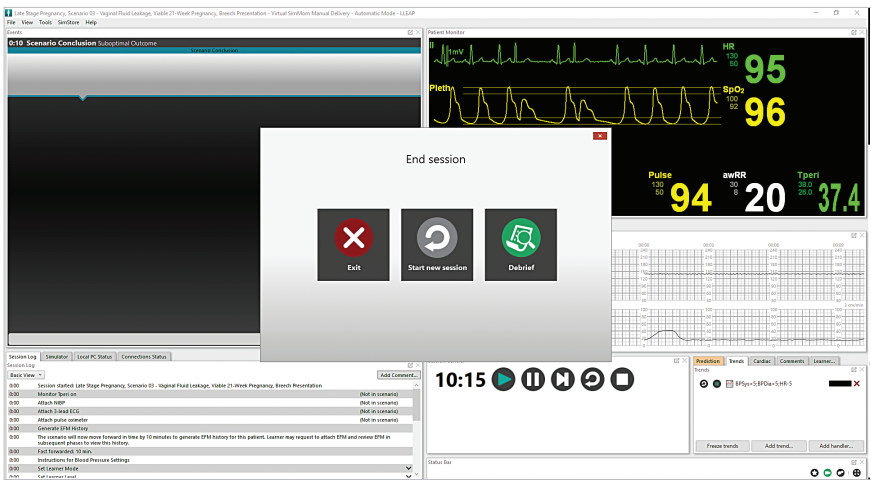 Late Stage Pregnancy, Scenario 03 - Vaginal Fluid Leakage, Viable 21-Week Pregnancy, Breech Presentation - Virtual SimMom Manual Delivery - Automatic Mode - LLEAP
File View Tools SimStore Help
Events
0:10 Scenario Conclusion Suboptimal Outcome
Scenario Conclusion
Patient Monitor
II
1mV
HR
130
50
95
Pleth
SpO2
100
92
96
Pulse
130
50
94
awRR
30
8
20
Tperi
38.0
26.0
37.4
End session
Exit
Start new session
Debrief
3 cm/min
Session Log Simulator Local PC Status Connections Status
Session Log
Basic View
Add Comment...
0:00 Session started: Late Stage Pregnancy, Scenario 03 - Vaginal Fluid Leakage, Viable 21-Week Pregnancy, Breech Presentation
0:00 Monitor Tperi on (Not in scenario)
0:00 Attach NIBP (Not in scenario)
0:00 Attach 3-lead ECG (Not in scenario)
0:00 Attach pulse oximeter (Not in scenario)
0:00 Generate EFM History
0:00 The scenario will now move forward in time by 10 minutes to generate EFM history for this patient. Learner may request to attach EFM and review EFM in
subsequent phases to view this history.
0:00 Fast forwarded: 10 min.
0:00 Instructions for Blood Pressure Settings
0:00 Set Learner Mode
0:00 Set Learner Level
10:15
Status Bar
Prediction Trends Cardiac Comments Learner...
Trends
BPSys+5;BPDia+5;HR-5
Freeze trends
Add trend...
Add handler...